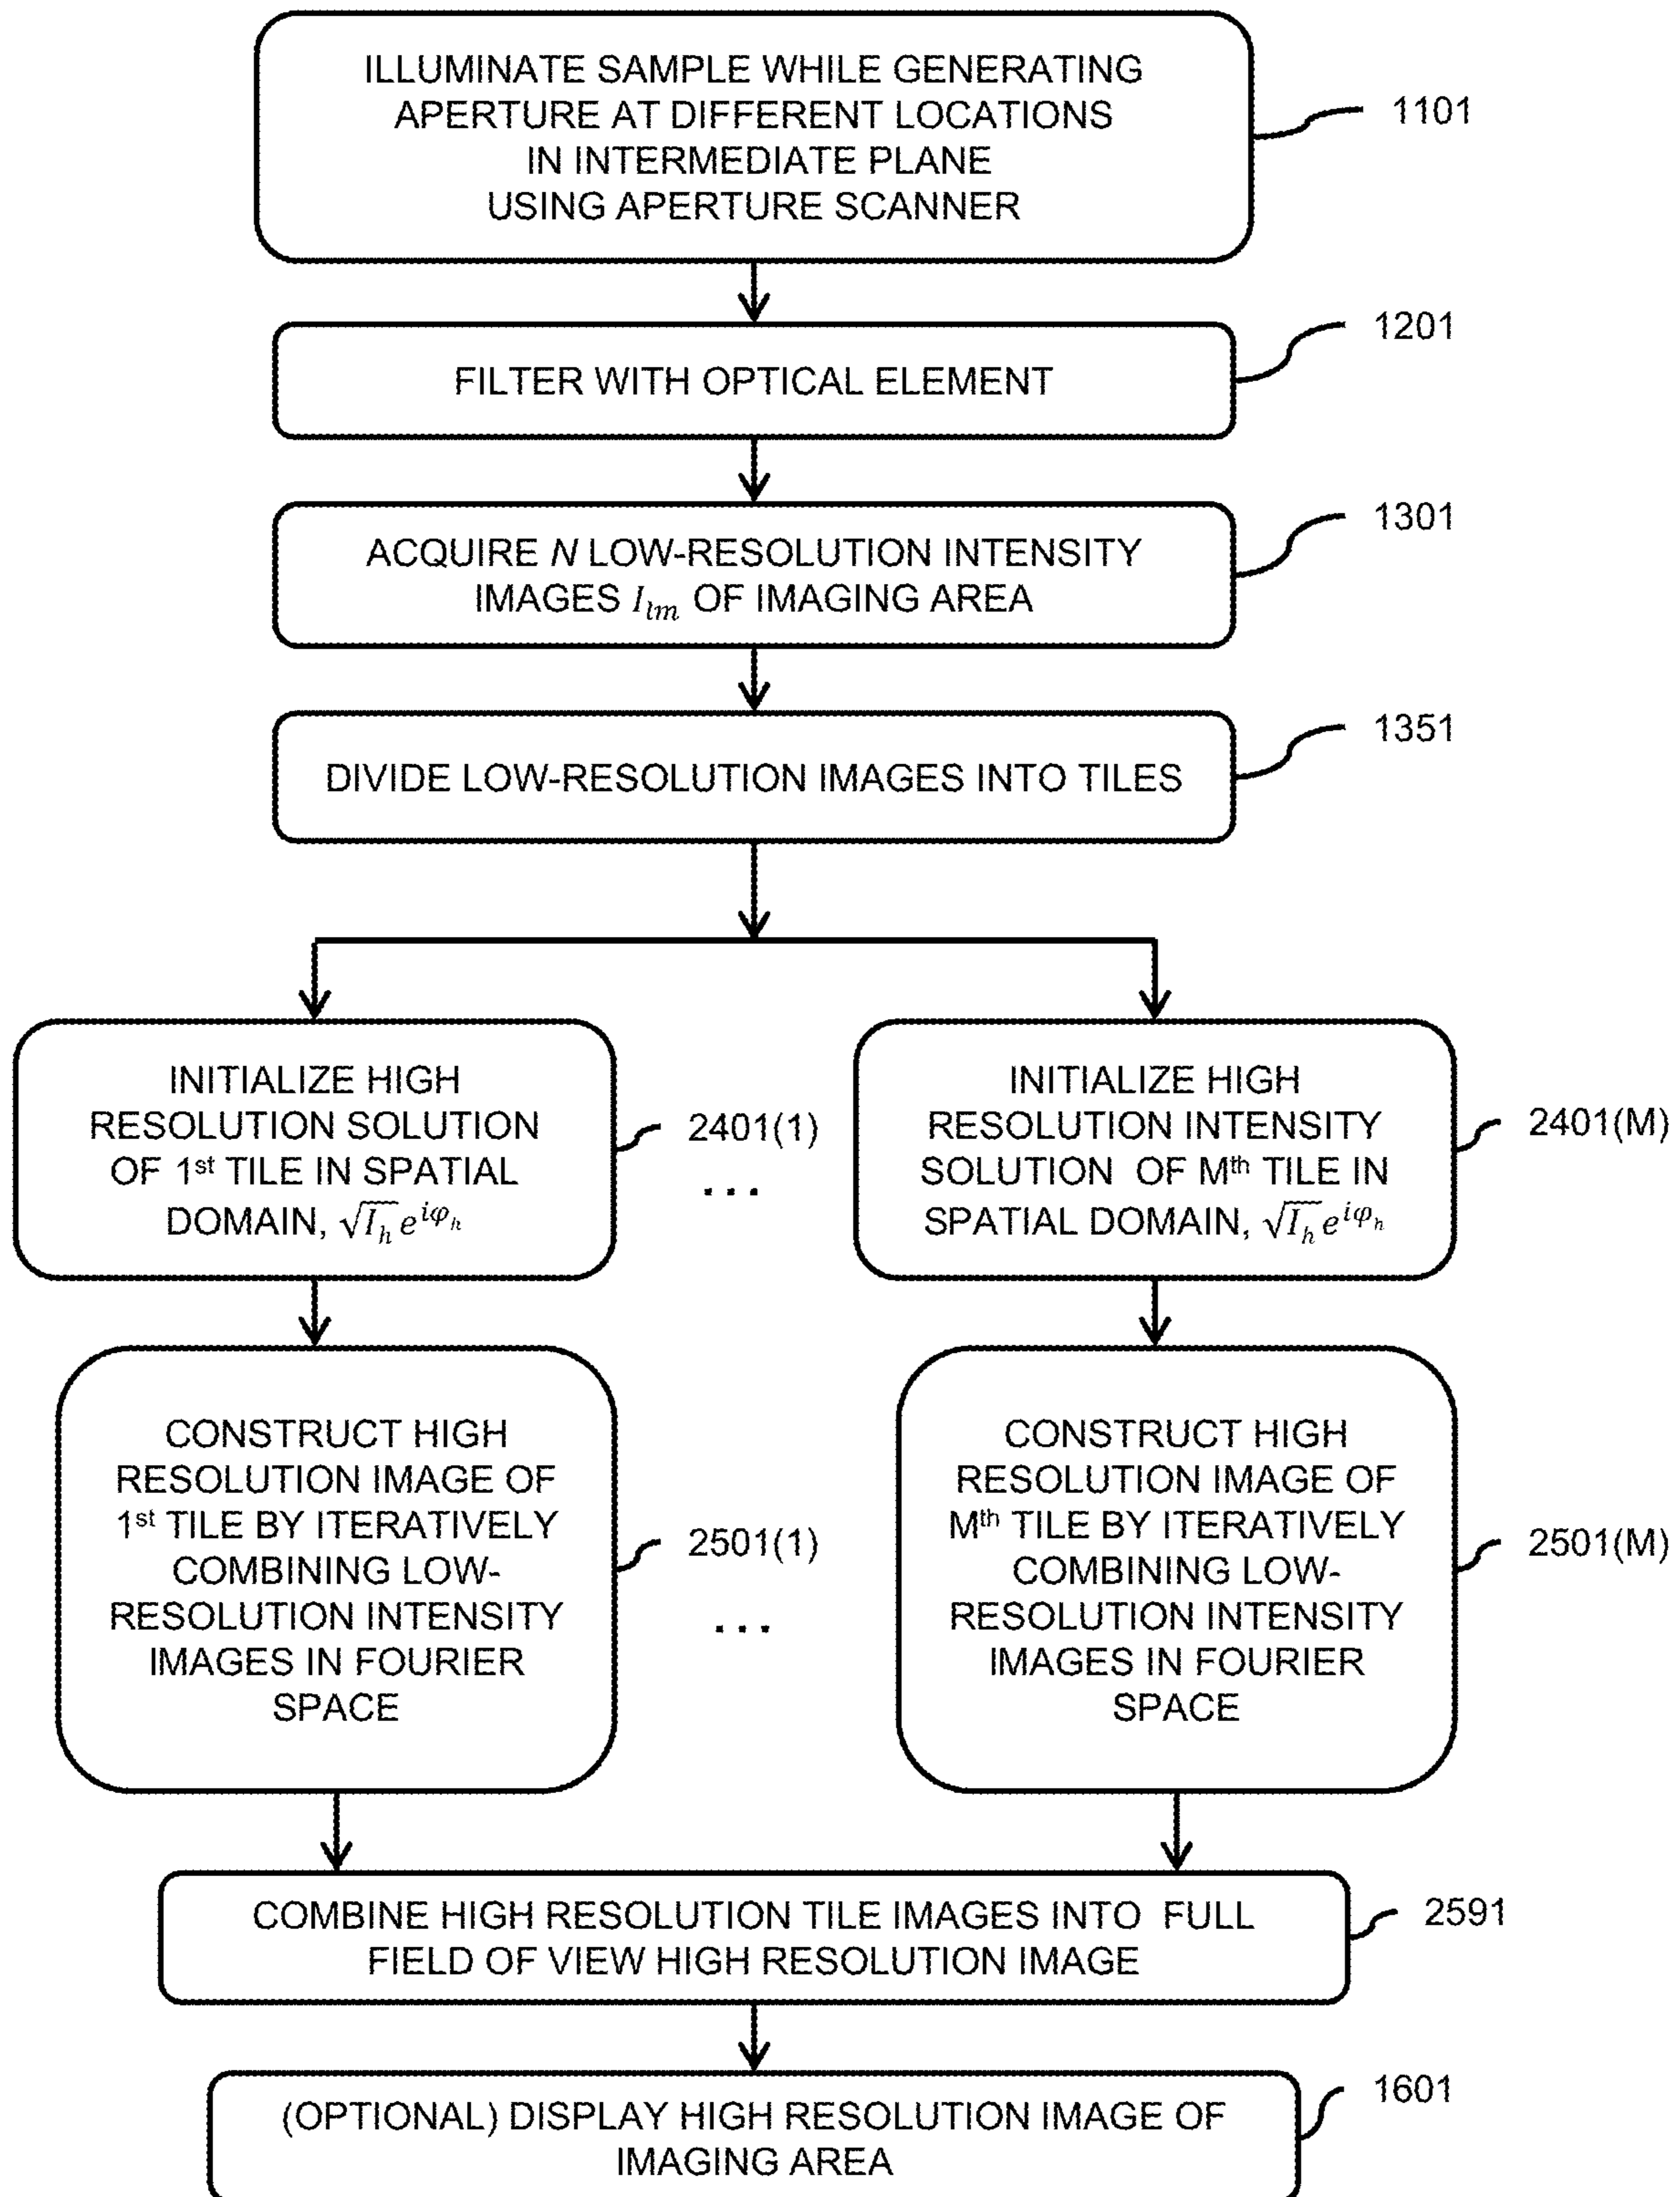 ILLUMINATE SAMPLE WHILE GENERATING
APERTURE AT DIFFERENT LOCATIONS
IN INTERMEDIATE PLANE
USING APERTURE SCANNER
1101
FILTER WITH OPTICAL ELEMENT
1201
ACQUIRE N LOW-RESOLUTION INTENSITY
IMAGES I_{lm} OF IMAGING AREA
1301
DIVIDE LOW-RESOLUTION IMAGES INTO TILES
1351
INITIALIZE HIGH
RESOLUTION SOLUTION
OF 1st TILE IN SPATIAL
DOMAIN, √I_h e^{iφ_h}
2401(1)
...
INITIALIZE HIGH
RESOLUTION INTENSITY
SOLUTION OF Mth TILE IN
SPATIAL DOMAIN, √I_h e^{iφ_h}
2401(M)
CONSTRUCT HIGH
RESOLUTION IMAGE OF
1st TILE BY ITERATIVELY
COMBINING LOW-
RESOLUTION INTENSITY
IMAGES IN FOURIER
SPACE
2501(1)
...
CONSTRUCT HIGH
RESOLUTION IMAGE OF
Mth TILE BY ITERATIVELY
COMBINING LOW-
RESOLUTION INTENSITY
IMAGES IN FOURIER
SPACE
2501(M)
COMBINE HIGH RESOLUTION TILE IMAGES INTO FULL
FIELD OF VIEW HIGH RESOLUTION IMAGE
2591
(OPTIONAL) DISPLAY HIGH RESOLUTION IMAGE OF
IMAGING AREA
1601